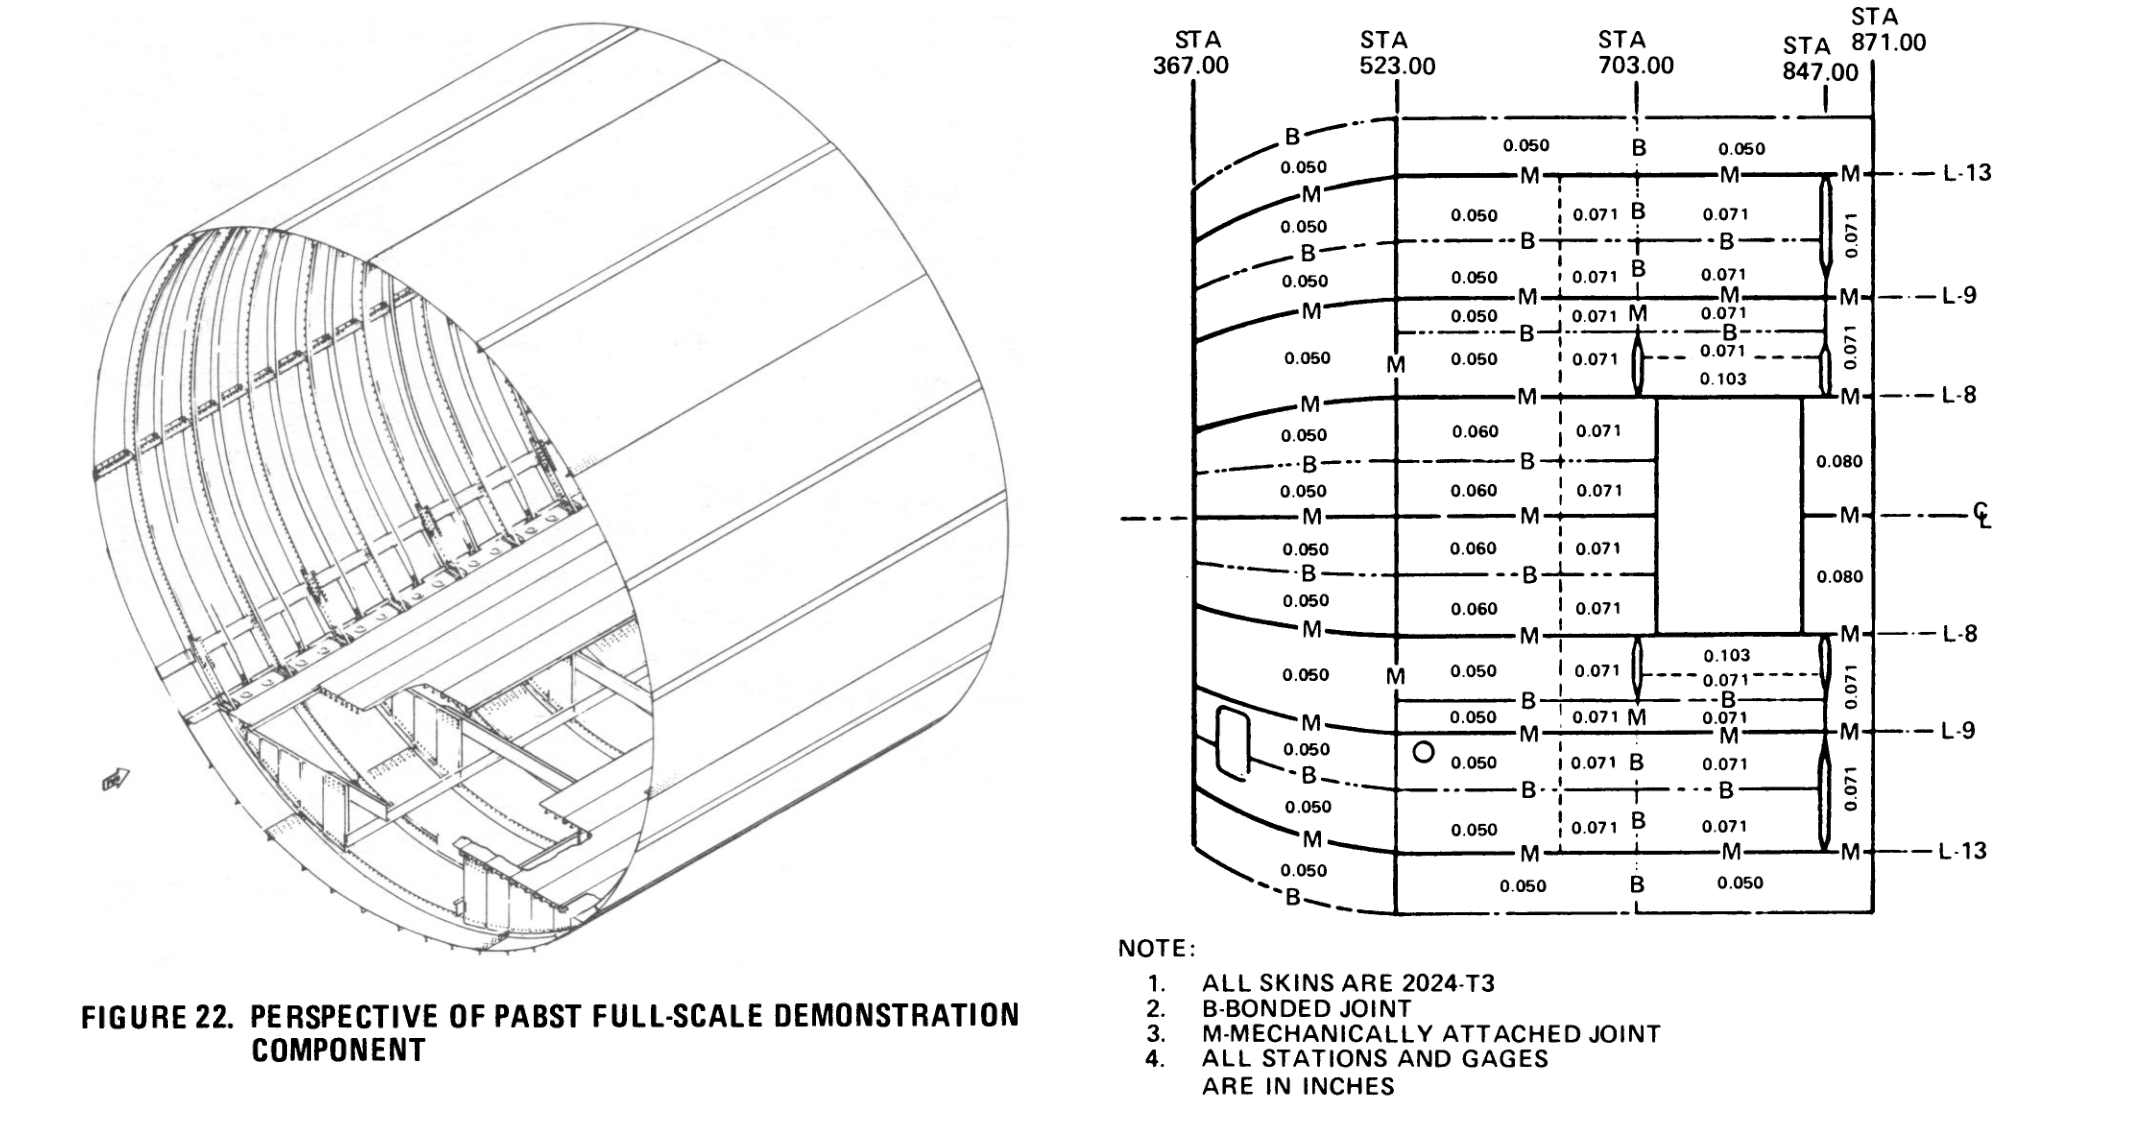 FIGURE 22. PERSPECTIVE OF PABST FULL-SCALE DEMONSTRATION
COMPONENT
STA
367.00
STA
523.00
STA
703.00
STA
847.00
STA
871.00
B
0.050
B
0.050
0.050
M
M
M
M
L-13
0.050
0.050
0.071
B
0.071
0.071
B
B
B
0.050
0.050
0.071
B
0.071
M
M
M
M
L-9
0.050
0.071
M
0.071
B
B
0.071
0.050
M
0.050
0.071
0.071
0.103
M
M
M
L-8
0.050
0.060
0.071
B
B
0.080
0.050
0.060
0.071
M
M
M
CL
0.050
0.060
0.071
B
B
0.080
0.050
0.060
0.071
M
M
M
L-8
0.050
M
0.050
0.071
0.103
0.071
0.071
B
B
M
0.050
0.071
M
0.071
M
M
M
L-9
0.050
0.050
0.071
B
0.071
B
B
B
0.071
0.050
0.050
0.071
B
0.071
M
M
M
M
L-13
0.050
0.050
B
0.050
B
NOTE:
1. ALL SKINS ARE 2024-T3
2. B-BONDED JOINT
3. M-MECHANICALLY ATTACHED JOINT
4. ALL STATIONS AND GAGES
ARE IN INCHES